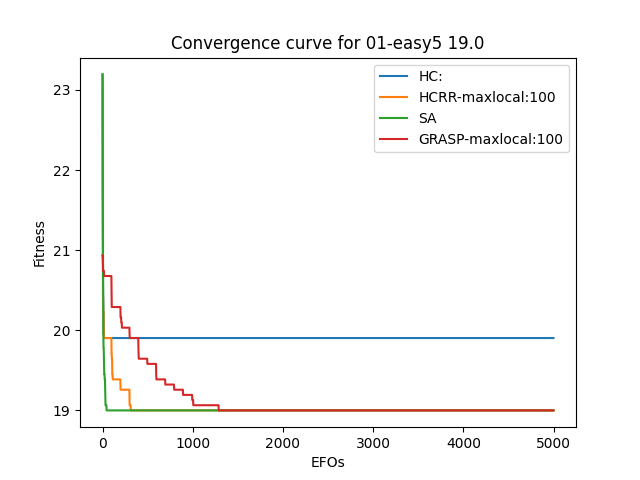 Convergence curve for 01-easy5 19.0
HC:
HCRR-maxlocal:100
SA
GRASP-maxlocal:100
Fitness
23
22
21
20
19
0 1000 2000 3000 4000 5000
EFOs